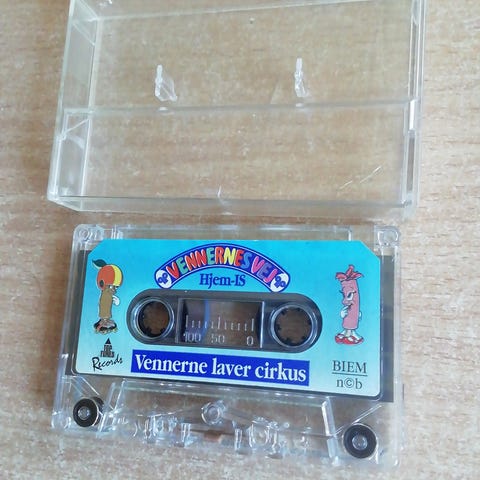 VENNERNES VEJ
Hjem-IS
100 50 0
Records
Vennerne laver cirkus
BIEM
n©b